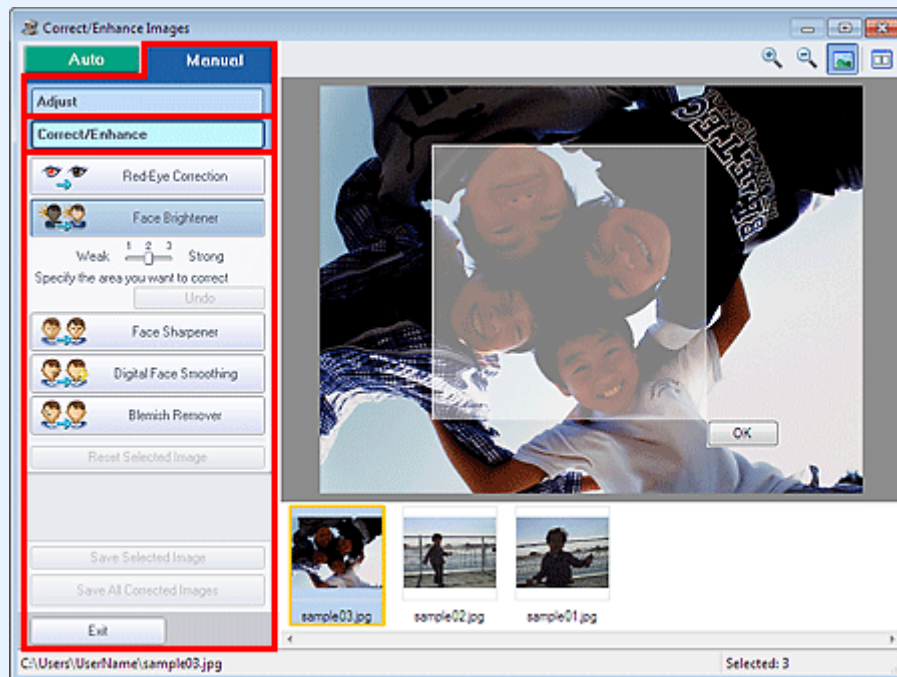 Correct/Enhance Images
Auto
Manual
Adjust
Correct/Enhance
Red-Eye Correction
Face Brightener
1 2 3
Weak Strong
Specify the area you want to correct
Undo
Face Sharpener
Digital Face Smoothing
Blemish Remover
Reset Selected Image
Save Selected Image
Save All Corrected Images
Exit
OK
sample03.jpg
sample02.jpg
sample01.jpg
C:\Users\UserName\sample03.jpg
Selected: 3